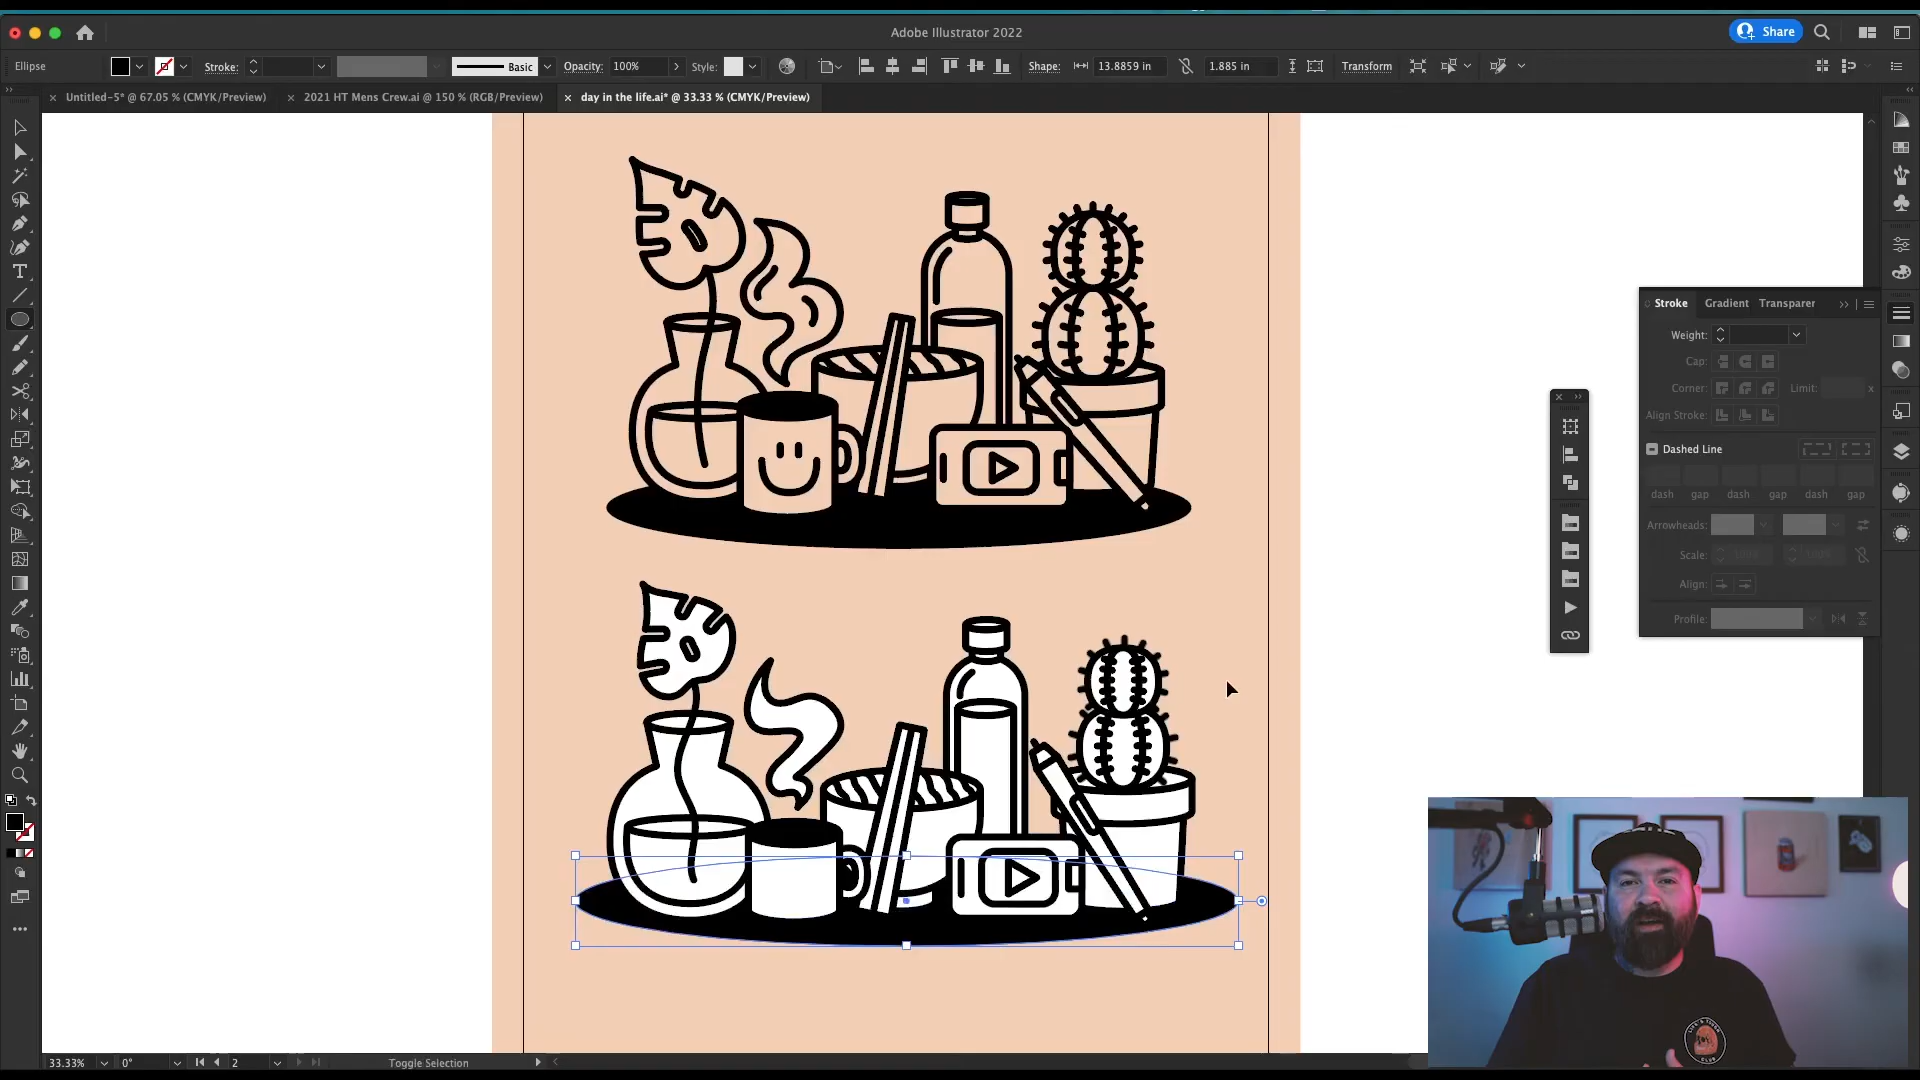 Adobe Illustrator 2022
Share
Ellipse
Stroke:
Basic
Opacity: 100%
Style:
Shape: 13.8859 in 1.885 in
Transform
Untitled-5* @ 67.05 % (CMYK/Preview)
2021 HT Mens Crew.ai @ 150 % (RGB/Preview)
day in the life.ai* @ 33.33 % (CMYK/Preview)
Stroke Gradient Transparer
Weight:
Cap:
Corner: Limit: x
Align Stroke:
Dashed Line
dash gap dash gap dash gap
Arrowheads:
Scale: 100% 100%
Align:
Profile:
33.33% 0° 2 Toggle Selection